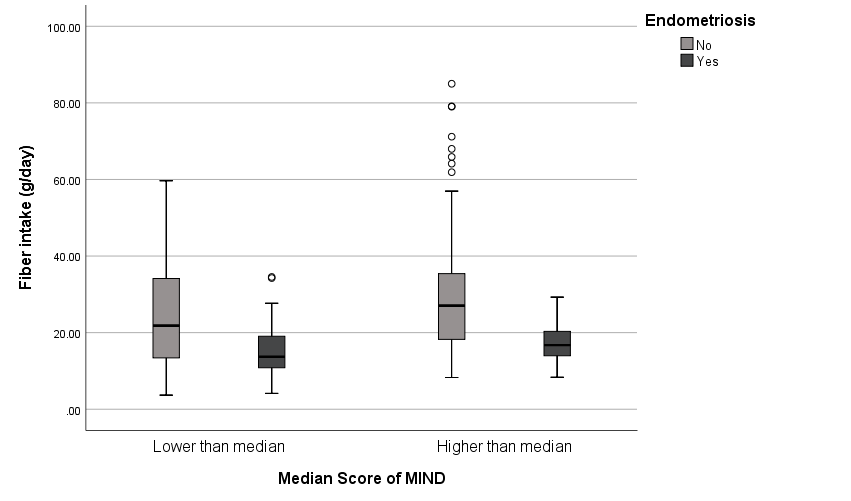 Endometriosis
No
Yes
100.00
80.00
60.00
40.00
20.00
.00
Fiber intake (g/day)
Lower than median
Higher than median
Median Score of MIND